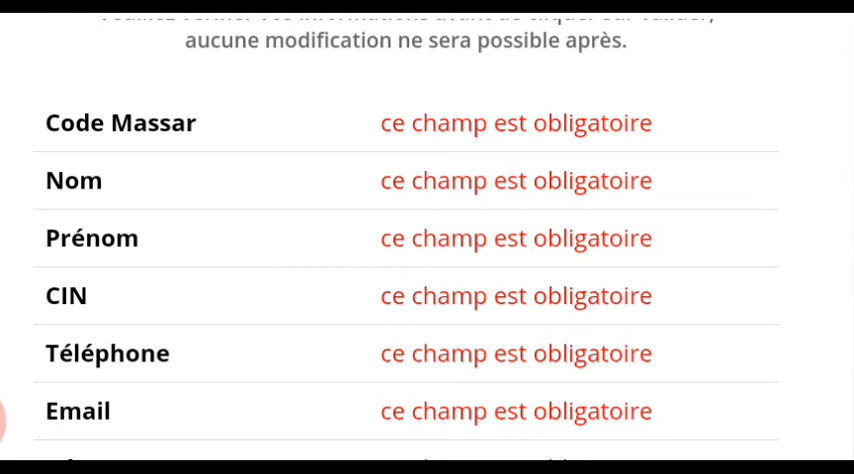 aucune modification ne sera possible après.
Code Massar ce champ est obligatoire
Nom ce champ est obligatoire
Prénom ce champ est obligatoire
CIN ce champ est obligatoire
Téléphone ce champ est obligatoire
Email ce champ est obligatoire